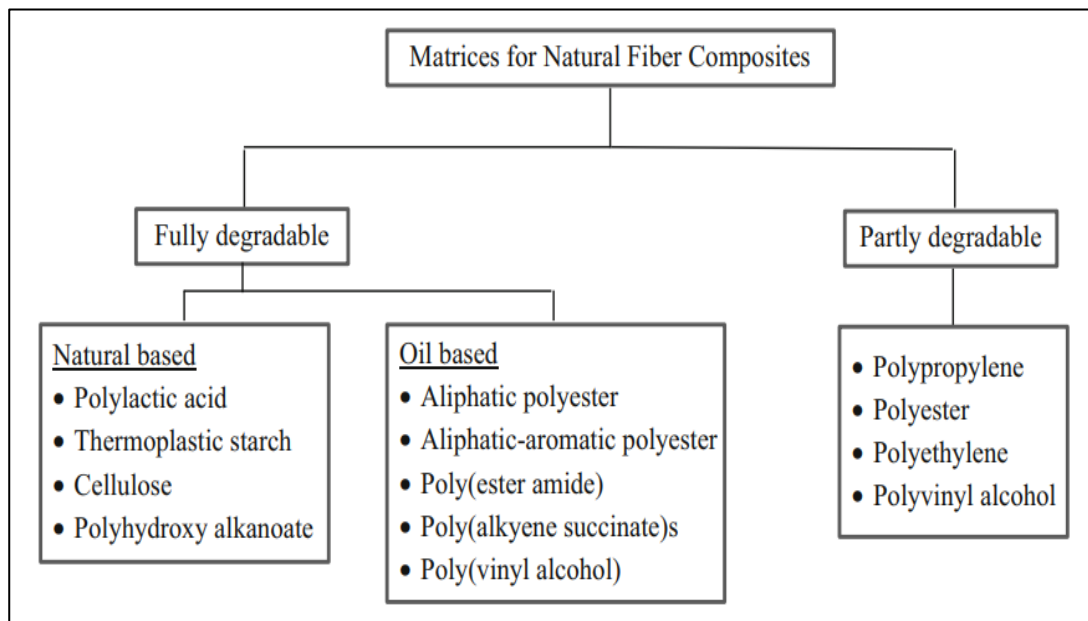 Matrices for Natural Fiber Composites
Fully degradable
Partly degradable
Natural based
• Polylactic acid
• Thermoplastic starch
• Cellulose
• Polyhydroxy alkanoate
Oil based
• Aliphatic polyester
• Aliphatic-aromatic polyester
• Poly(ester amide)
• Poly(alkyene succinate)s
• Poly(vinyl alcohol)
• Polypropylene
• Polyester
• Polyethylene
• Polyvinyl alcohol